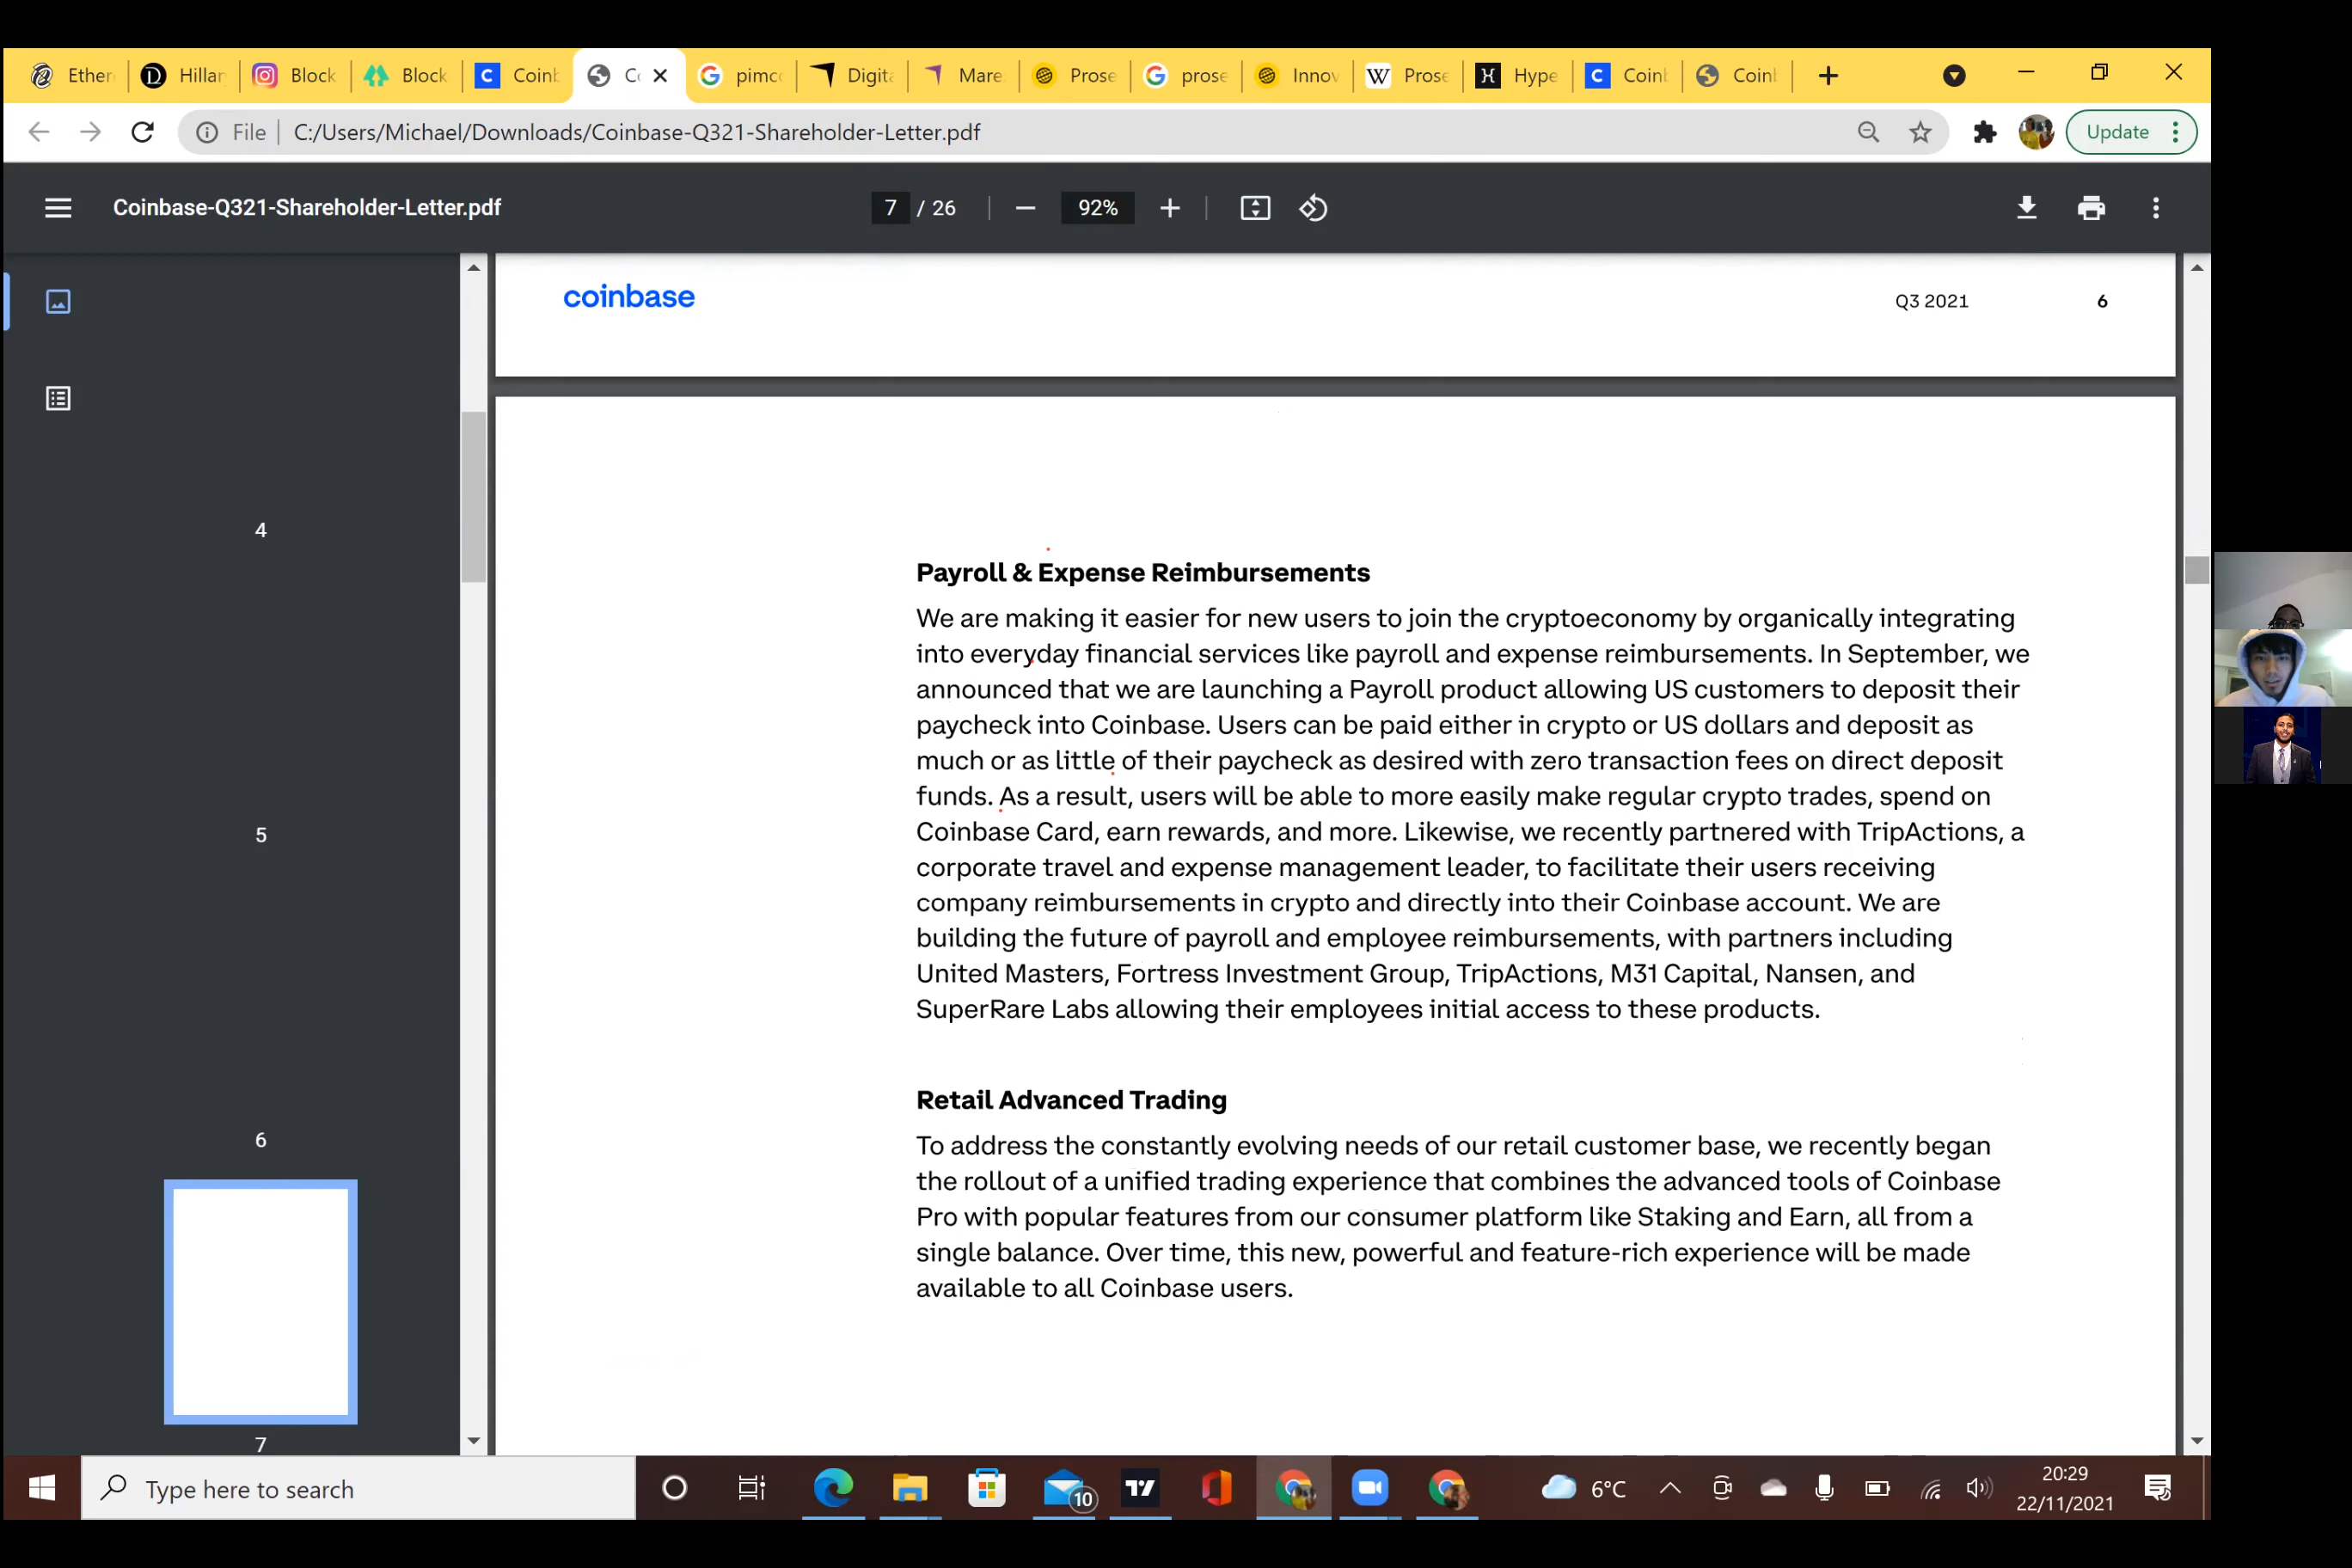 Ether
Hillar
Block
Block
Coinb
Co
pimco
Digita
Mare
Prose
prose
Innov
Prose
Hype
Coinb
Coinb
File
C:/Users/Michael/Downloads/Coinbase-Q321-Shareholder-Letter.pdf
Update
Coinbase-Q321-Shareholder-Letter.pdf
7 / 26
92%
4
5
6
7
coinbase
Q3 2021 6
Payroll & Expense Reimbursements
We are making it easier for new users to join the cryptoeconomy by organically integrating
into everyday financial services like payroll and expense reimbursements. In September, we
announced that we are launching a Payroll product allowing US customers to deposit their
paycheck into Coinbase. Users can be paid either in crypto or US dollars and deposit as
much or as little of their paycheck as desired with zero transaction fees on direct deposit
funds. As a result, users will be able to more easily make regular crypto trades, spend on
Coinbase Card, earn rewards, and more. Likewise, we recently partnered with TripActions, a
corporate travel and expense management leader, to facilitate their users receiving
company reimbursements in crypto and directly into their Coinbase account. We are
building the future of payroll and employee reimbursements, with partners including
United Masters, Fortress Investment Group, TripActions, M31 Capital, Nansen, and
SuperRare Labs allowing their employees initial access to these products.
Retail Advanced Trading
To address the constantly evolving needs of our retail customer base, we recently began
the rollout of a unified trading experience that combines the advanced tools of Coinbase
Pro with popular features from our consumer platform like Staking and Earn, all from a
single balance. Over time, this new, powerful and feature-rich experience will be made
available to all Coinbase users.
Type here to search
10
6°C
20:29
22/11/2021